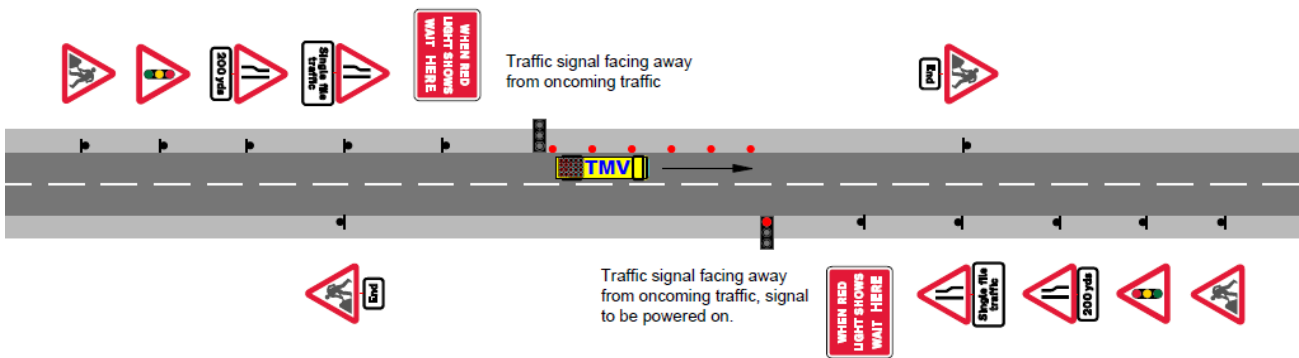 200 yds
Single file
traffic
WHEN RED
LIGHT SHOWS
WAIT HERE
Traffic signal facing away
from oncoming traffic
End
TMV
End
Traffic signal facing away
from oncoming traffic, signal
to be powered on.
WHEN RED
LIGHT SHOWS
WAIT HERE
Single file
traffic
200 yds